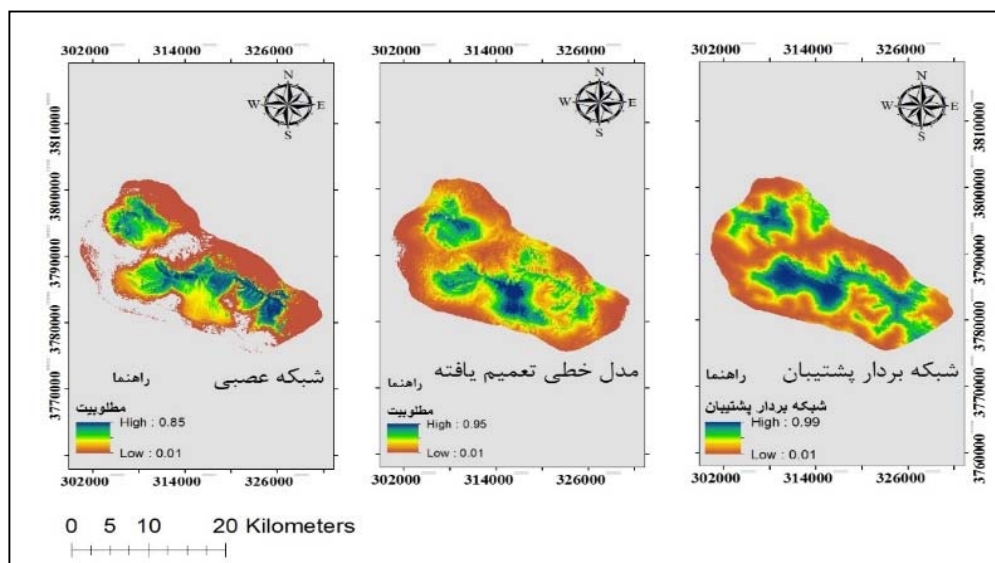 302000 314000 326000
302000 314000 326000
302000 314000 326000
N
W E
S
N
W E
S
N
W E
S
3810000
3800000
3790000
3780000
3770000
3810000
3800000
3790000
3780000
3770000
3760000
شبکه عصبی
راهنما
مطلوبیت
High : 0.85
Low : 0.01
مدل خطی تعمیم یافته
راهنما
مطلوبیت
High : 0.95
Low : 0.01
شبکه بردار پشتیبان
راهنما
شبکه بردار پشتیبان
High : 0.99
Low : 0.01
302000 314000 326000
302000 314000 326000
302000 314000 326000
0 5 10 20 Kilometers